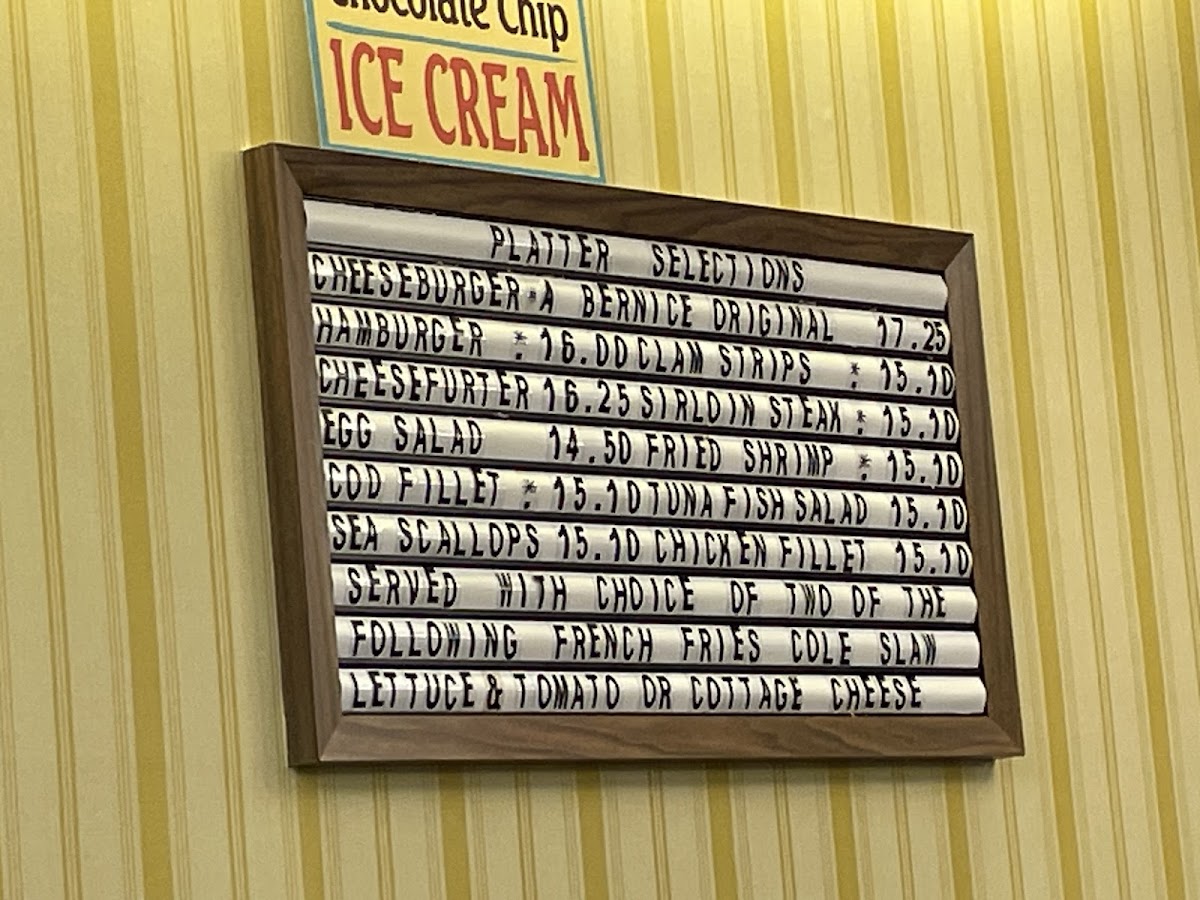 Chocolate Chip
ICE CREAM
PLATTER SELECTIONS
CHEESEBURGER*A BERNICE ORIGINAL 17.25
HAMBURGER * 16.00 CLAM STRIPS * 15.10
CHEESEFURTER 16.25 SIRLOIN STEAK * 15.10
EGG SALAD 14.50 FRIED SHRIMP * 15.10
COD FILLET * 15.10 TUNA FISH SALAD 15.10
SEA SCALLOPS 15.10 CHICKEN FILLET 15.10
SERVED WITH CHOICE OF TWO OF THE
FOLLOWING FRENCH FRIES COLE SLAW
LETTUCE & TOMATO OR COTTAGE CHEESE